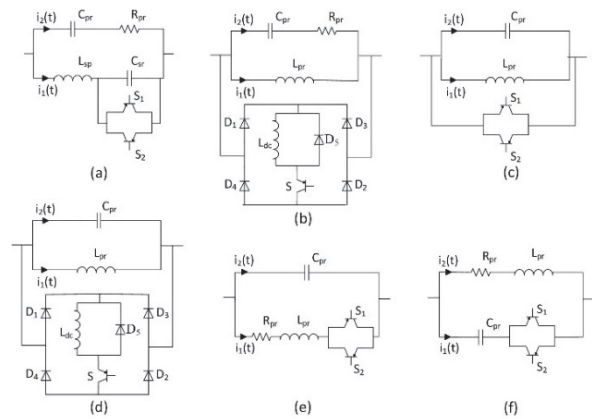 i₂(t) Cpr Rpr
Lsp Csr
i₁(t)
S₁
S₂
(a)
i₂(t) Cpr Rpr
Lpr
i₁(t)
D₁ D₃
Ldc D₅
D₄ S D₂
(b)
i₂(t) Cpr
Lpr
i₁(t)
S₁
S₂
(c)
i₂(t) Cpr
Lpr
i₁(t)
D₁ D₃
Ldc D₅
D₄ S D₂
(d)
i₂(t) Cpr
Rpr Lpr S₁
i₁(t)
S₂
(e)
i₂(t) Rpr Lpr
Cpr S₁
i₁(t)
S₂
(f)